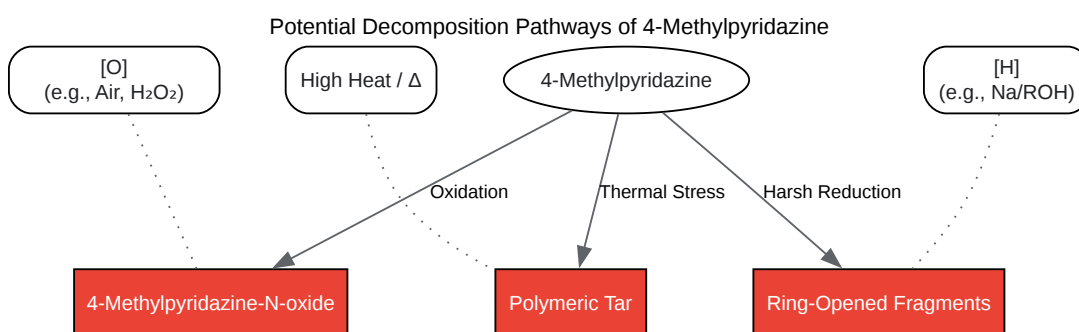 Potential Decomposition Pathways of 4-Methylpyridazine
[O]
(e.g., Air, H₂O₂)
High Heat / Δ
4-Methylpyridazine
[H]
(e.g., Na/ROH)
Oxidation
Thermal Stress
Harsh Reduction
4-Methylpyridazine-N-oxide
Polymeric Tar
Ring-Opened Fragments